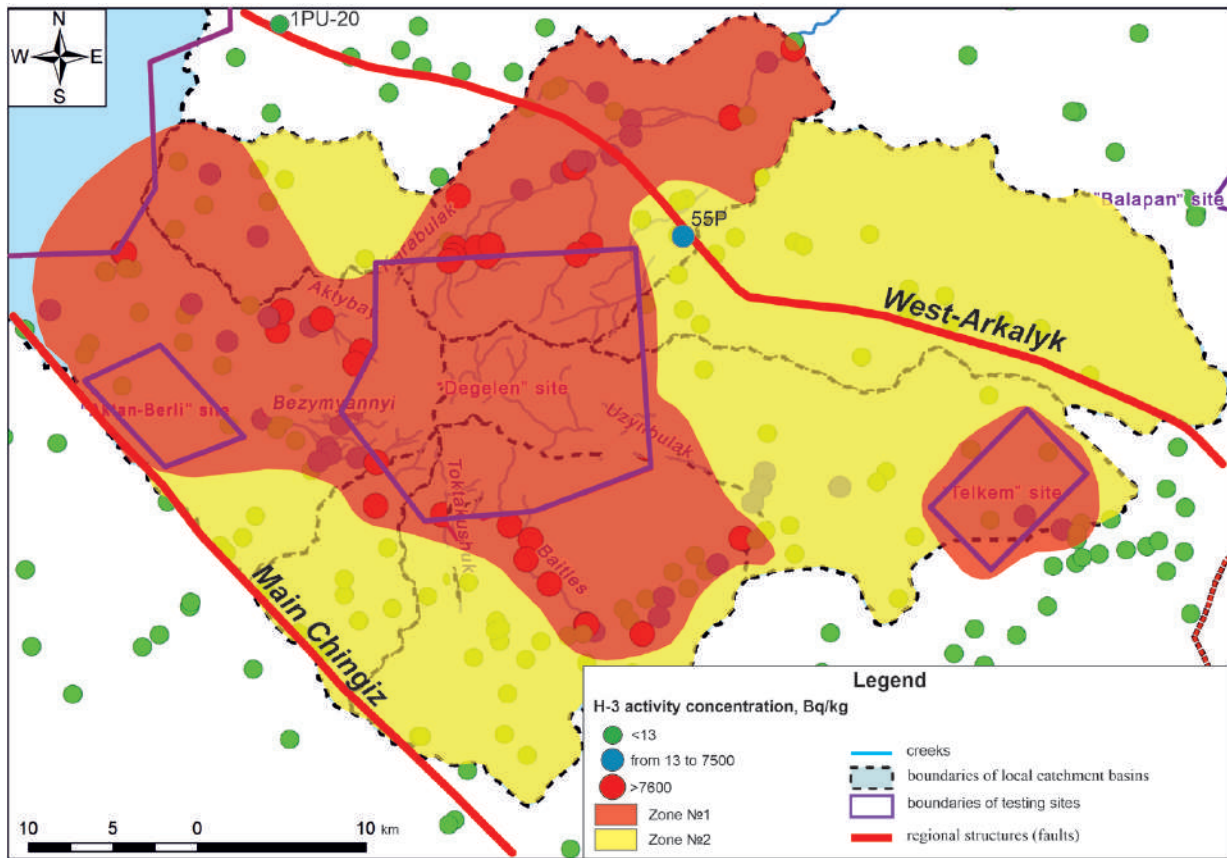 N
W E
S
1PU-20
"Balapan" site
55P
Karabulak
Aktybay
West-Arkalyk
"Degelen" site
"Aktan-Berli" site
Bezymyannyi
Uzynbulak
Toktakushuk
"Telkem" site
Baitles
Main Chingiz
Legend
H-3 activity concentration, Bq/kg
<13
from 13 to 7500
>7600
Zone №1
Zone №2
creeks
boundaries of local catchment basins
boundaries of testing sites
regional structures (faults)
10 5 0 10 km